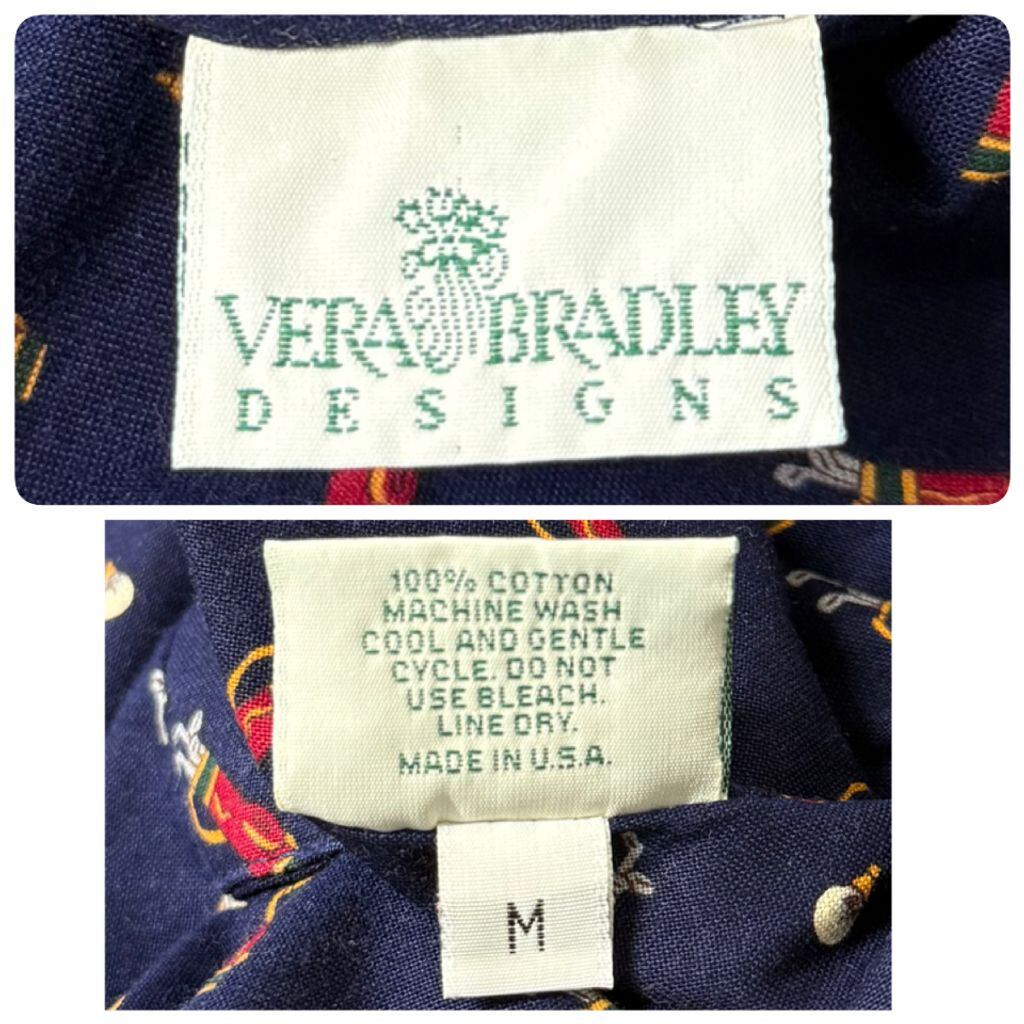 VERA BRADLEY
DESIGNS
100% COTTON
MACHINE WASH
COOL AND GENTLE
CYCLE. DO NOT
USE BLEACH.
LINE DRY.
MADE IN U.S.A.
M